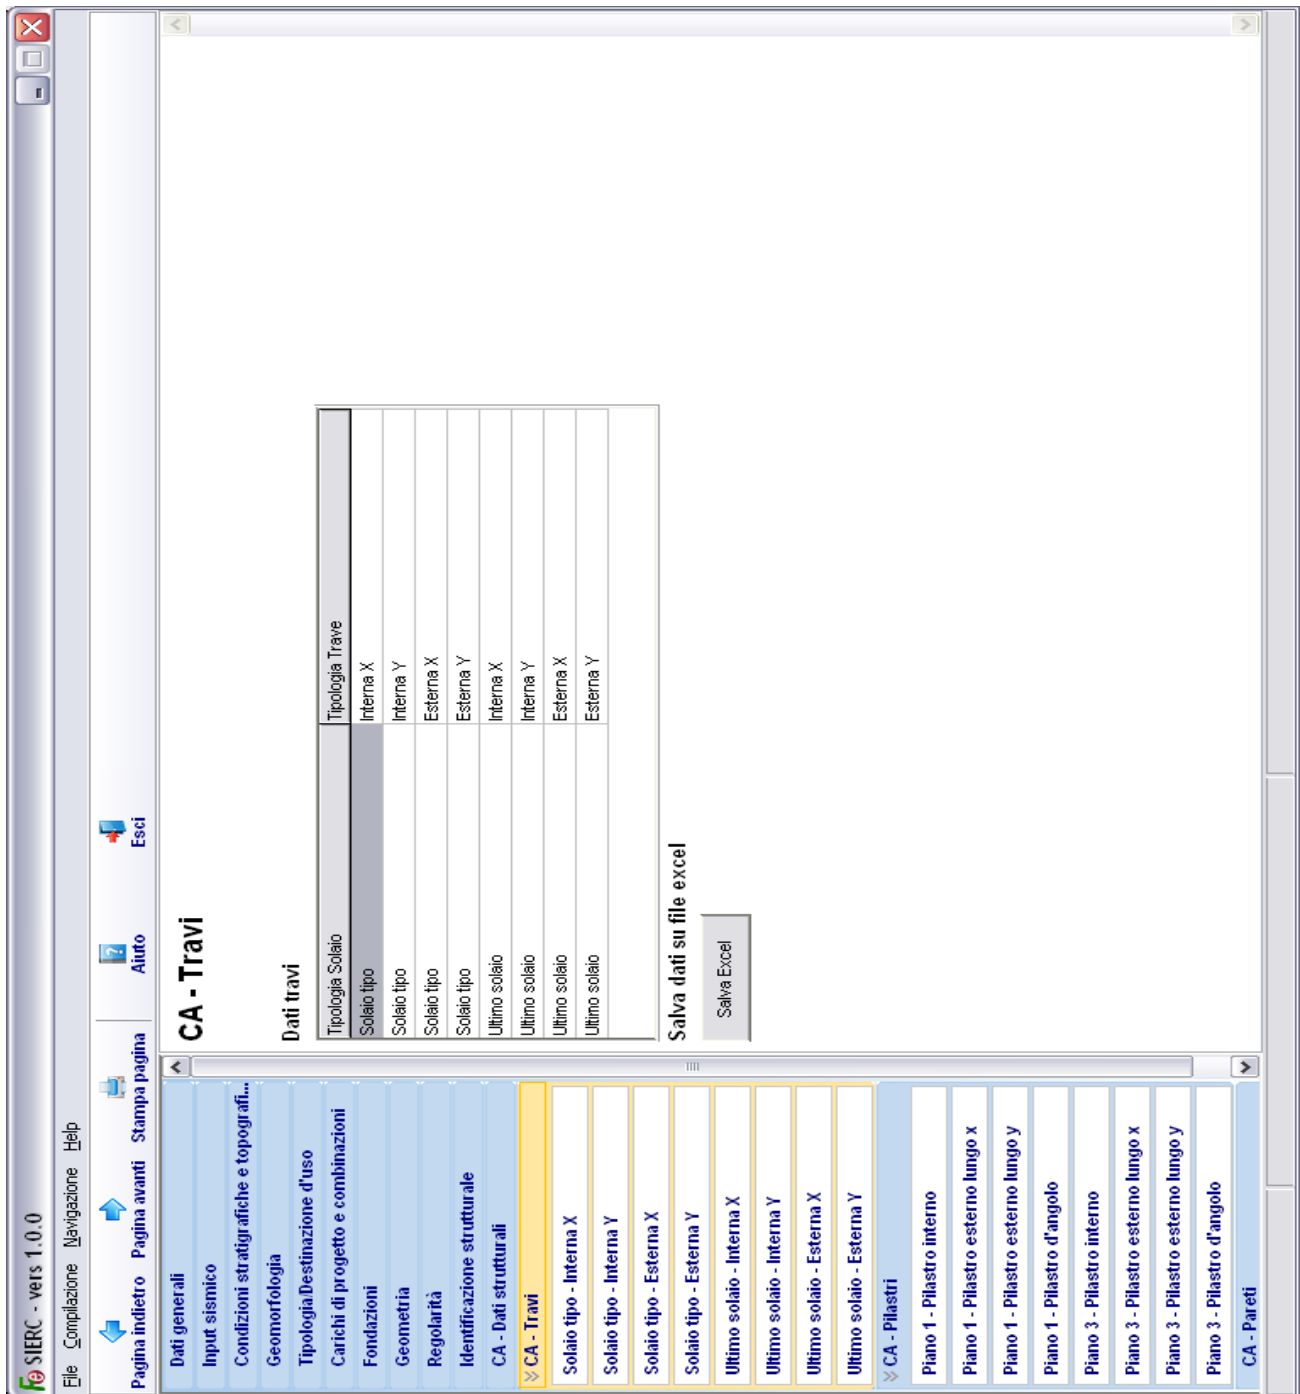 SIERC - vers 1.0.0
File Compilazione Navigazione Help
Pagina indietro Pagina avanti Stampa pagina Aiuto Esci
Dati generali
Input sismico
Condizioni stratigrafiche e topografi...
Geomorfologia
Tipologia/Destinazione d'uso
Carichi di progetto e combinazioni
Fondazioni
Geometria
Regolarità
Identificazione strutturale
CA - Dati strutturali
CA - Travi
Solaio tipo - Interna X
Solaio tipo - Interna Y
Solaio tipo - Esterna X
Solaio tipo - Esterna Y
Ultimo solaio - Interna X
Ultimo solaio - Interna Y
Ultimo solaio - Esterna X
Ultimo solaio - Esterna Y
CA - Pilastri
Piano 1 - Pilastro interno
Piano 1 - Pilastro esterno lungo x
Piano 1 - Pilastro esterno lungo y
Piano 1 - Pilastro d'angolo
Piano 3 - Pilastro interno
Piano 3 - Pilastro esterno lungo x
Piano 3 - Pilastro esterno lungo y
Piano 3 - Pilastro d'angolo
CA - Pareti
CA - Travi
Dati travi
Tipologia Solaio Tipologia Trave
Solaio tipo Interna X
Solaio tipo Interna Y
Solaio tipo Esterna X
Solaio tipo Esterna Y
Ultimo solaio Interna X
Ultimo solaio Interna Y
Ultimo solaio Esterna X
Ultimo solaio Esterna Y
Salva dati su file excel
Salva Excel